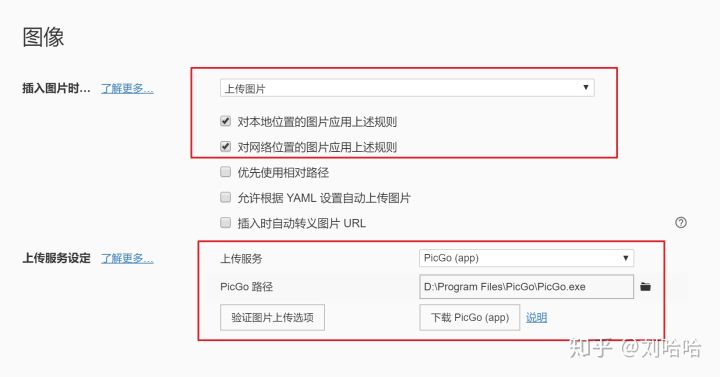 图像
插入图片时... 了解更多... 上传图片
对本地位置的图片应用上述规则
对网络位置的图片应用上述规则
优先使用相对路径
允许根据 YAML 设置自动上传图片
插入时自动转义图片 URL
上传服务设定 了解更多... 上传服务 PicGo (app)
PicGo 路径 D:\Program Files\PicGo\PicGo.exe
验证图片上传选项 下载 PicGo (app) 说明
知乎 @刘哈哈